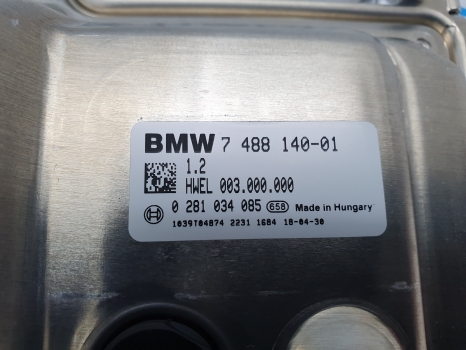 BMW 7 488 140-01
1.2
HWEL 003.000.000
0 281 034 085 658 Made in Hungary
1039T04874 2231 1684 18-04-30